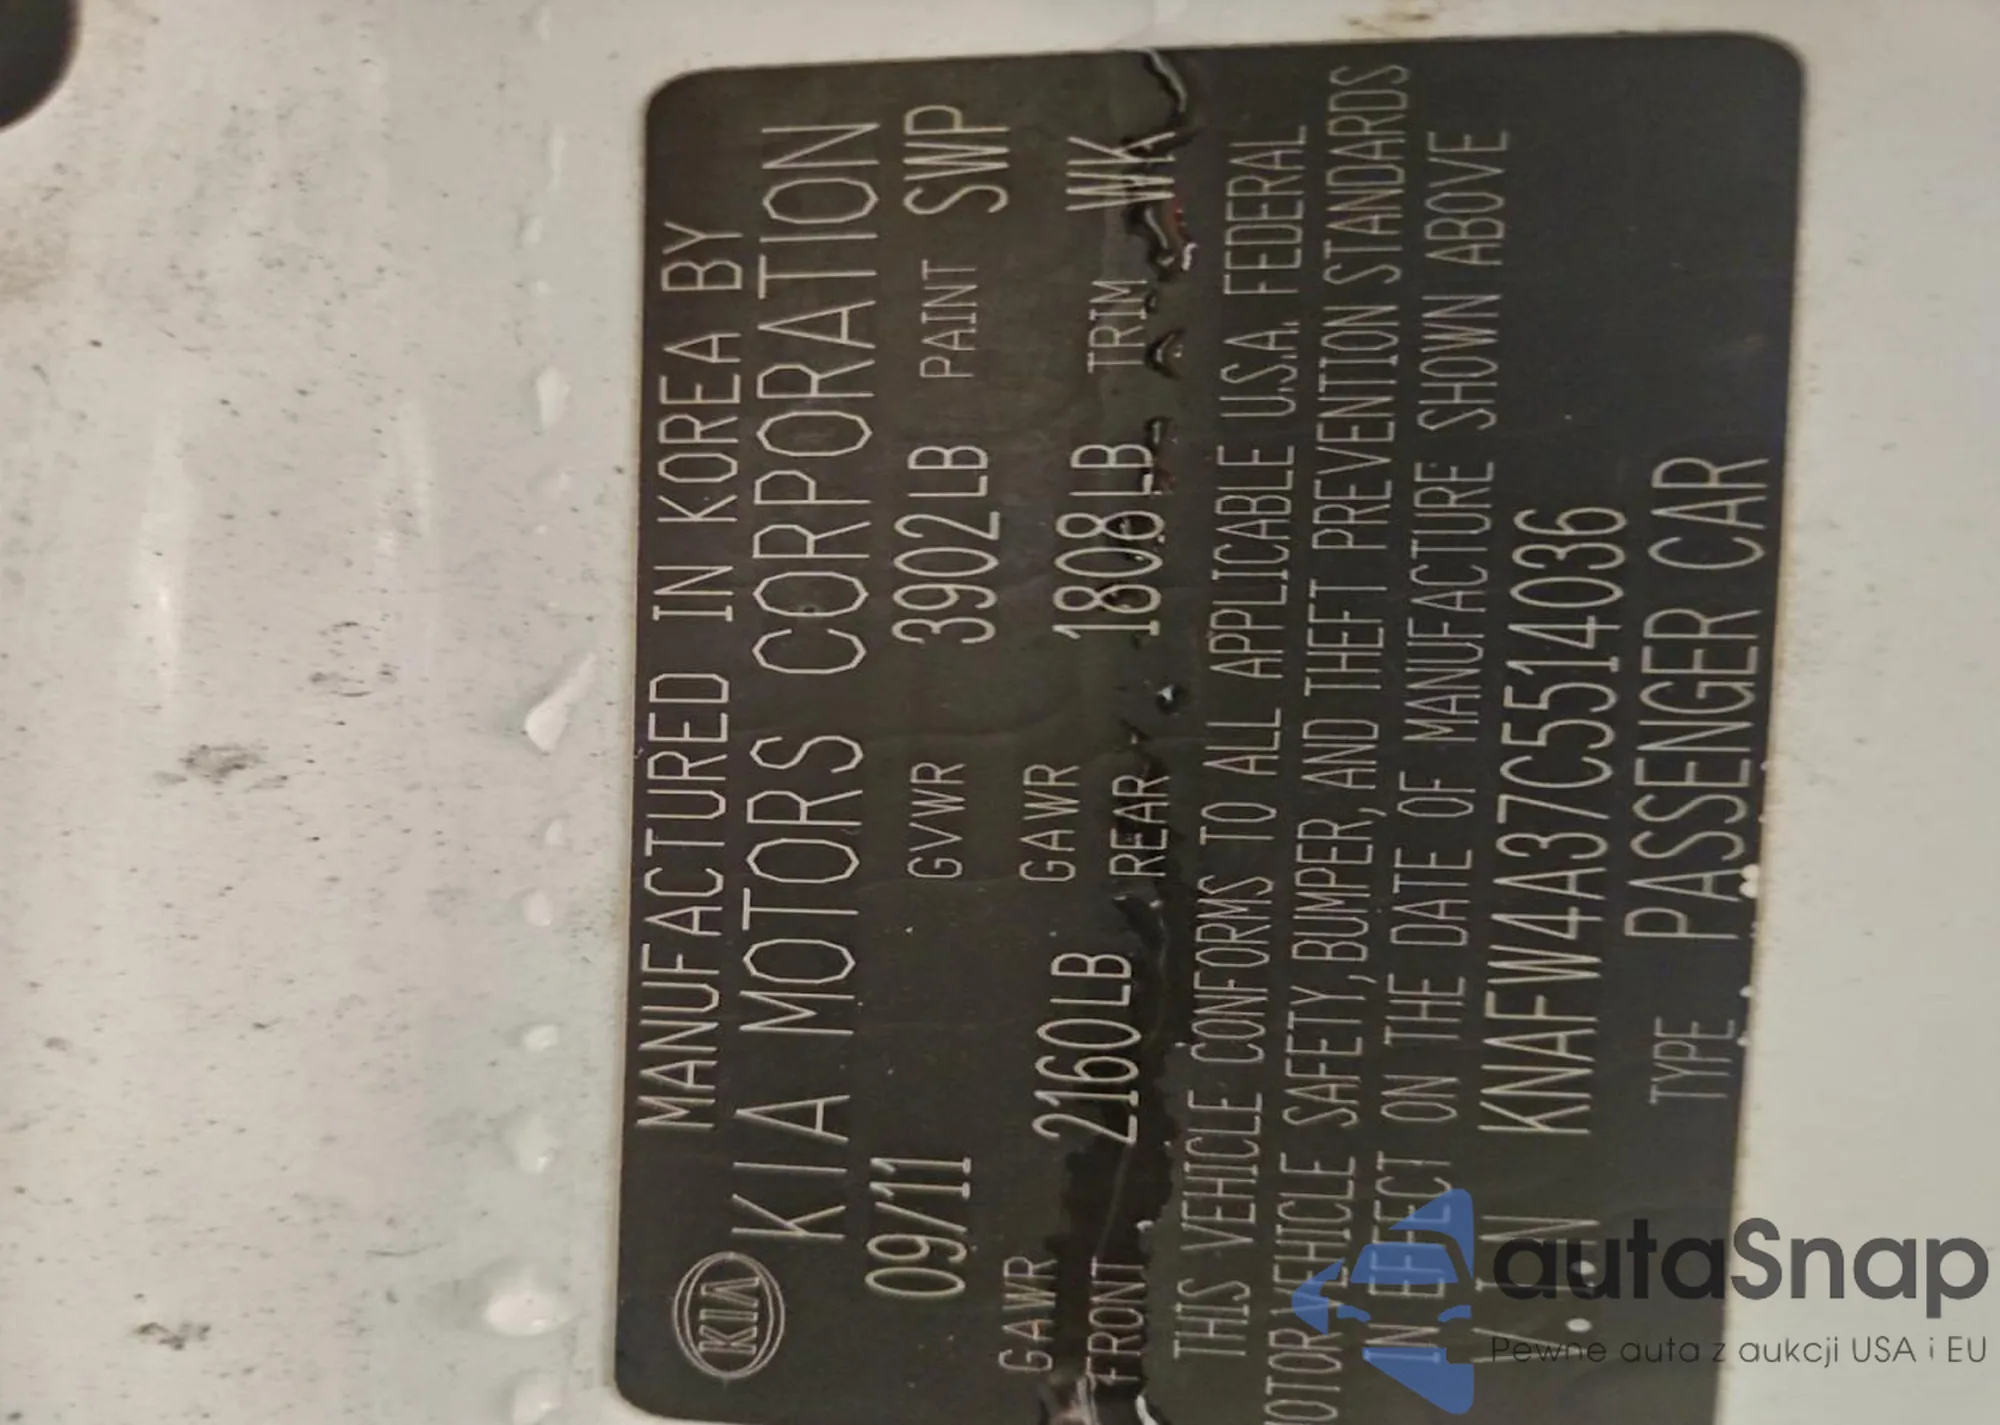 MANUFACTURED IN KOREA BY
KIA KIA MOTORS CORPORATION
09/11 GVWR 3902LB PAINT SWP
GAWR FRONT 2160LB GAWR REAR 1808LB TRIM WK
THIS VEHICLE CONFORMS TO ALL APPLICABLE U.S.A. FEDERAL
MOTOR VEHICLE SAFETY, BUMPER, AND THEFT PREVENTION STANDARDS
IN EFFECT ON THE DATE OF MANUFACTURE SHOWN ABOVE
V.I.N KNAFW4A37C5514036
TYPE PASSENGER CAR
autaSnap
Pewne auta z aukcji USA i EU